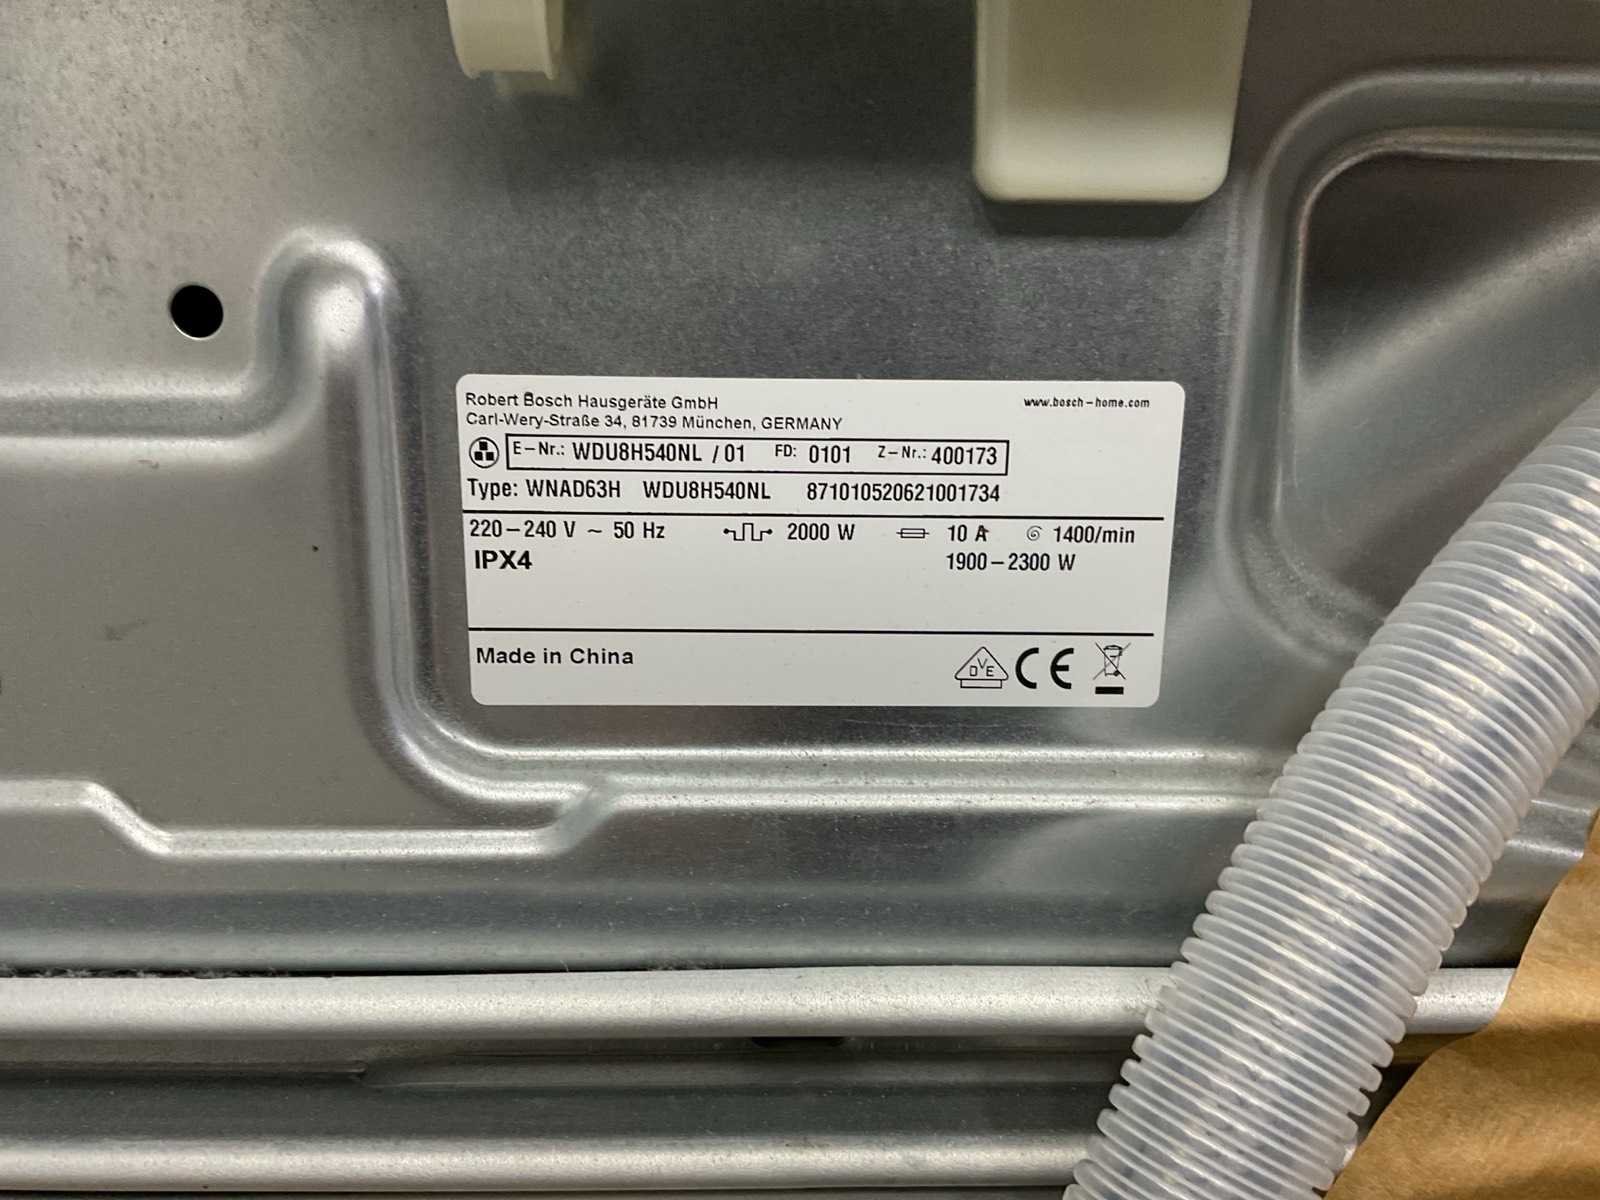 Robert Bosch Hausgeräte GmbH www.bosch-home.com
Carl-Wery-Straße 34, 81739 München, GERMANY
E-Nr.: WDU8H540NL / 01 FD: 0101 Z-Nr.: 400173
Type: WNAD63H WDU8H540NL 871010520621001734
220-240 V ~ 50 Hz 2000 W 10 A 1400/min
IPX4 1900-2300 W
Made in China DVE CE